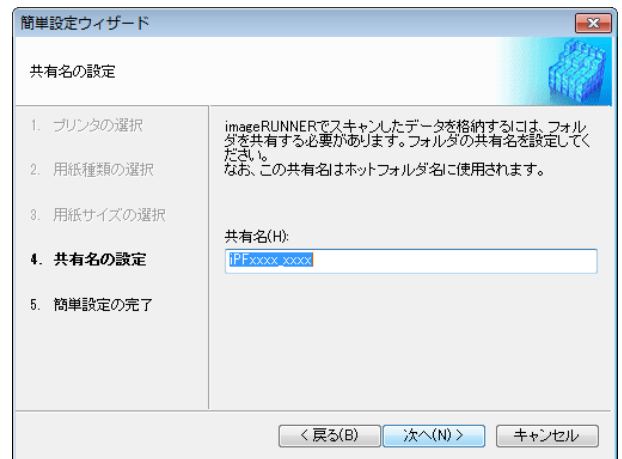 簡単設定ウィザード
共有名の設定
1. プリンタの選択
2. 用紙種類の選択
3. 用紙サイズの選択
4. 共有名の設定
5. 簡単設定の完了
imageRUNNERでスキャンしたデータを格納するには、フォル
ダを共有する必要があります。フォルダの共有名を設定してく
ださい。
なお、この共有名はホットフォルダ名に使用されます。
共有名(H):
iPFxxxx_xxxx
< 戻る(B)
次へ(N) >
キャンセル